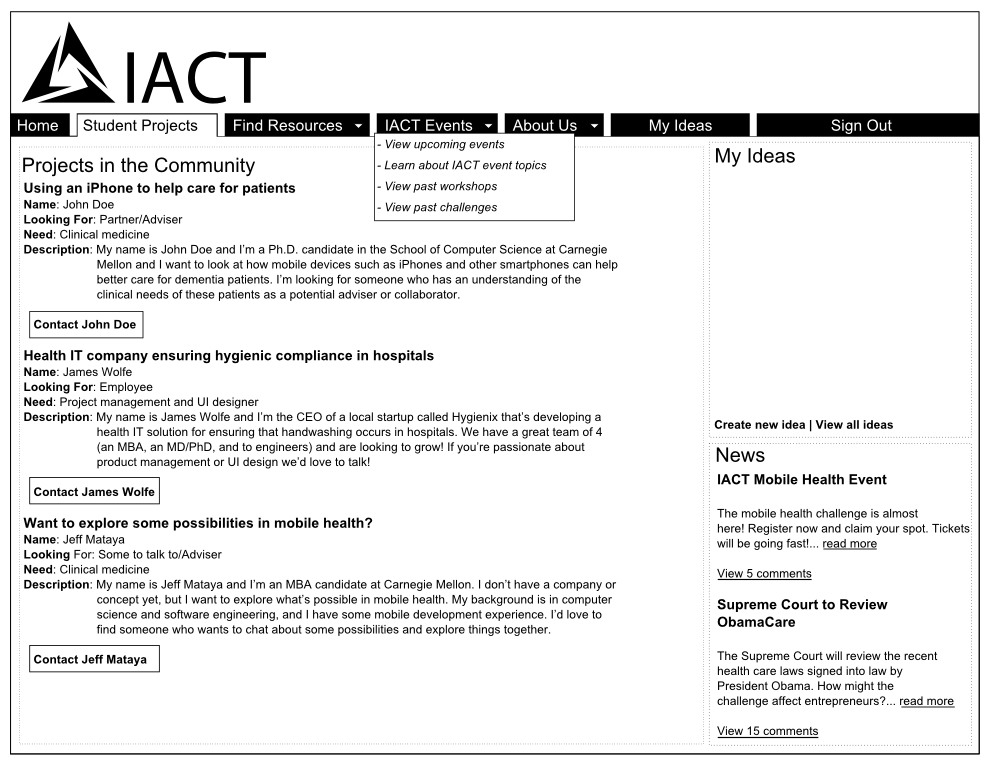 IACT
Home
Student Projects
Find Resources
IACT Events
About Us
My Ideas
Sign Out
- View upcoming events
- Learn about IACT event topics
- View past workshops
- View past challenges
Projects in the Community
Using an iPhone to help care for patients
Name: John Doe
Looking For: Partner/Adviser
Need: Clinical medicine
Description: My name is John Doe and I'm a Ph.D. candidate in the School of Computer Science at Carnegie
Mellon and I want to look at how mobile devices such as iPhones and other smartphones can help
better care for dementia patients. I'm looking for someone who has an understanding of the
clinical needs of these patients as a potential adviser or collaborator.
Contact John Doe
Health IT company ensuring hygienic compliance in hospitals
Name: James Wolfe
Looking For: Employee
Need: Project management and UI designer
Description: My name is James Wolfe and I'm the CEO of a local startup called Hygienix that's developing a
health IT solution for ensuring that handwashing occurs in hospitals. We have a great team of 4
(an MBA, an MD/PhD, and to engineers) and are looking to grow! If you're passionate about
product management or UI design we'd love to talk!
Contact James Wolfe
Want to explore some possibilities in mobile health?
Name: Jeff Mataya
Looking For: Some to talk to/Adviser
Need: Clinical medicine
Description: My name is Jeff Mataya and I'm an MBA candidate at Carnegie Mellon. I don't have a company or
concept yet, but I want to explore what's possible in mobile health. My background is in computer
science and software engineering, and I have some mobile development experience. I'd love to
find someone who wants to chat about some possibilities and explore things together.
Contact Jeff Mataya
My Ideas
Create new idea | View all ideas
News
IACT Mobile Health Event
The mobile health challenge is almost
here! Register now and claim your spot. Tickets
will be going fast!... read more
View 5 comments
Supreme Court to Review
ObamaCare
The Supreme Court will review the recent
health care laws signed into law by
President Obama. How might the
challenge affect entrepreneurs?... read more
View 15 comments